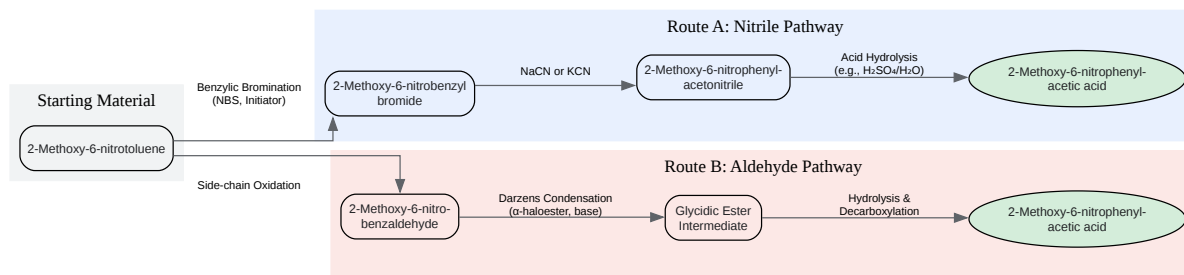 Route A: Nitrile Pathway
Starting Material
2-Methoxy-6-nitrotoluene
Benzylic Bromination
(NBS, Initiator)
2-Methoxy-6-nitrobenzyl
bromide
NaCN or KCN
2-Methoxy-6-nitrophenyl-
acetonitrile
Acid Hydrolysis
(e.g., H₂SO₄/H₂O)
2-Methoxy-6-nitrophenyl-
acetic acid
Route B: Aldehyde Pathway
Side-chain Oxidation
2-Methoxy-6-nitro-
benzaldehyde
Darzens Condensation
(α-haloester, base)
Glycidic Ester
Intermediate
Hydrolysis &
Decarboxylation
2-Methoxy-6-nitrophenyl-
acetic acid